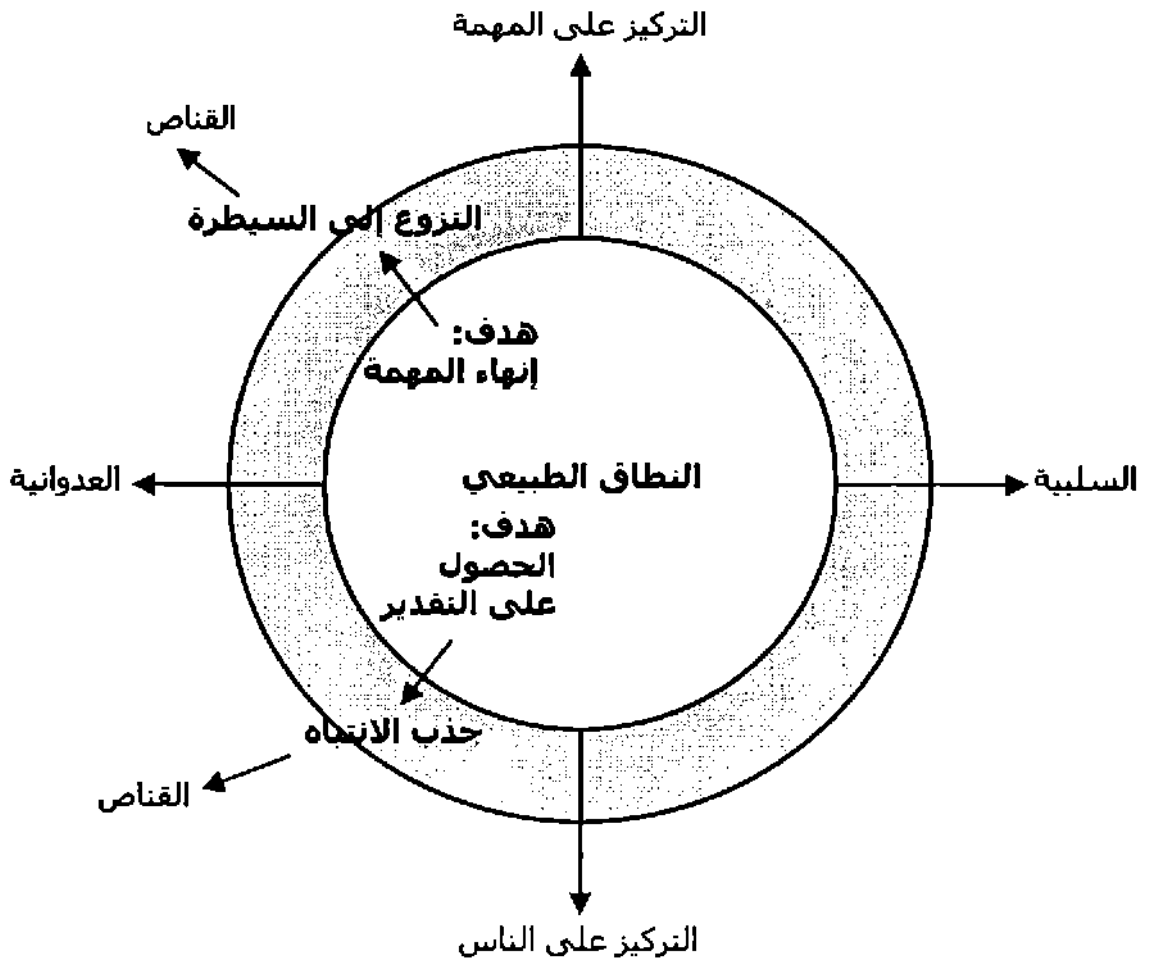 التركيز على المهمة
القناص
النزوع إلى السيطرة
هدف:
إنهاء المهمة
العدوانية
النطاق الطبيعي
السلبية
هدف:
الحصول
على التقدير
جذب الانتباه
القناص
التركيز على الناس